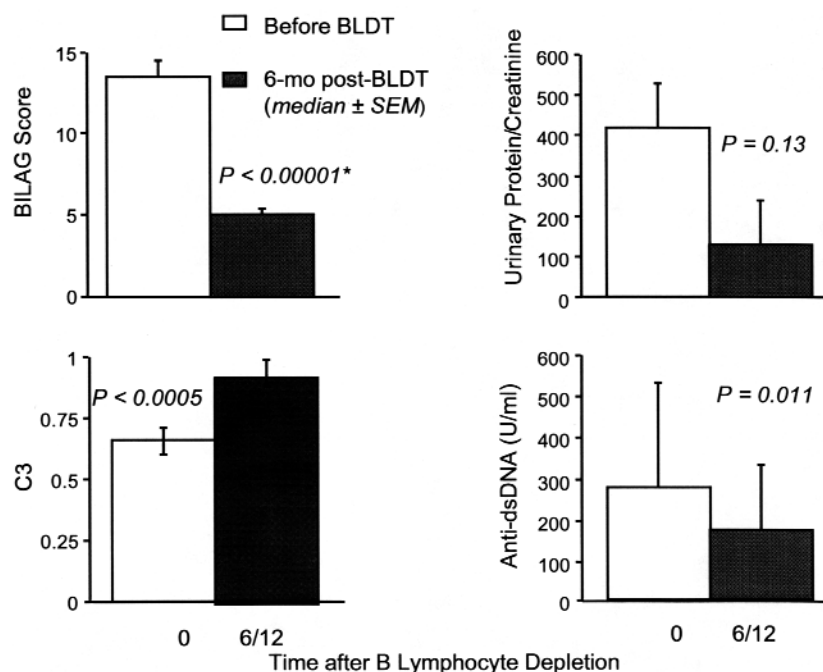 Before BLDT
6-mo post-BLDT
(median ± SEM)
BILAG Score
15
10
5
0
P < 0.00001*
Urinary Protein/Creatinine
600
500
400
300
200
100
0
P = 0.13
C3
1
0.75
0.5
0.25
0
P < 0.0005
0
6/12
Anti-dsDNA (U/ml)
600
500
400
300
200
100
0
P = 0.011
0
6/12
Time after B Lymphocyte Depletion